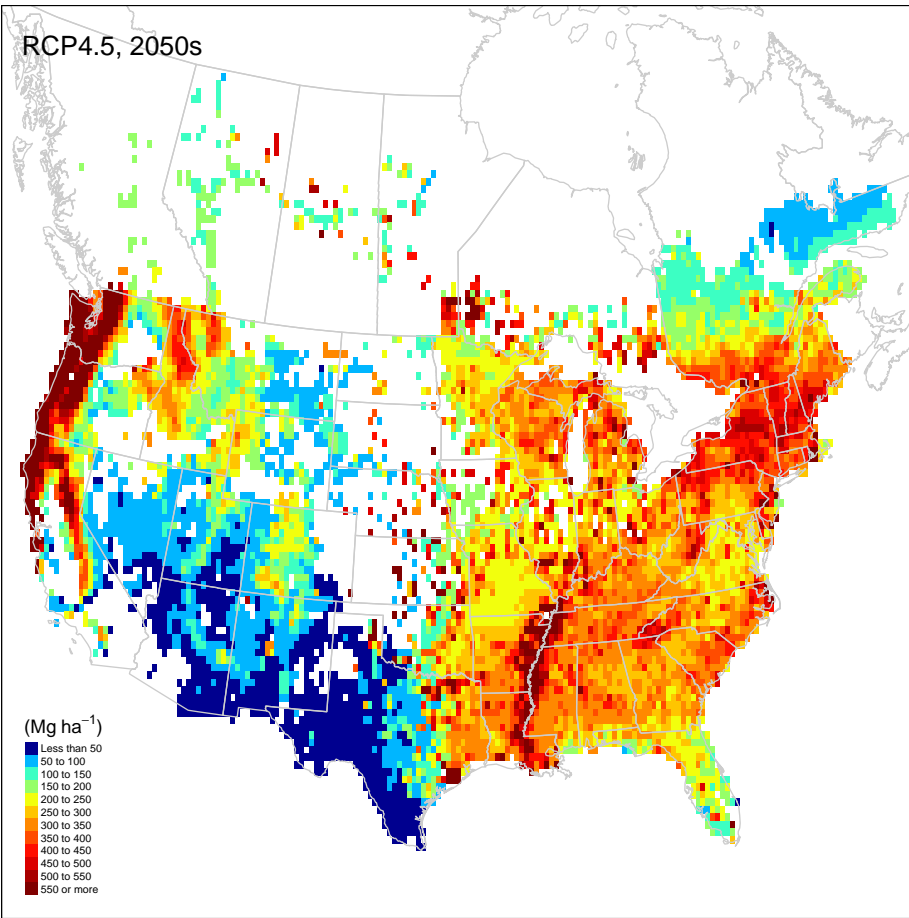 RCP4.5, 2050s
(Mg ha⁻¹)
Less than 50
50 to 100
100 to 150
150 to 200
200 to 250
250 to 300
300 to 350
350 to 400
400 to 450
450 to 500
500 to 550
550 or more